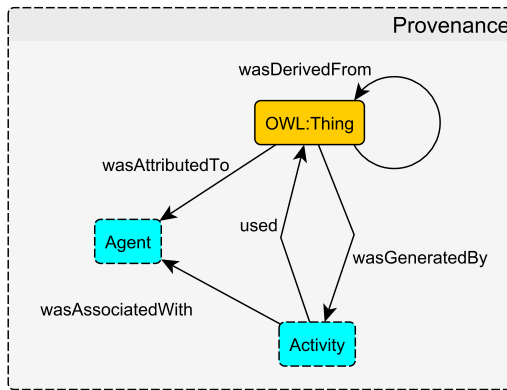 Provenance
wasDerivedFrom
OWL:Thing
wasAttributedTo
Agent
used
wasGeneratedBy
wasAssociatedWith
Activity